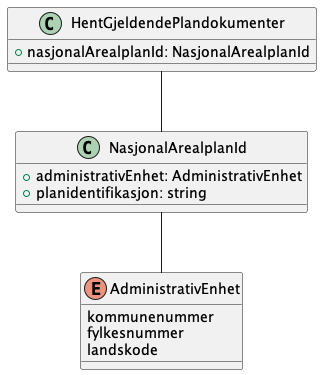 C HentGjeldendePlandokumenter
nasjonalArealplanId: NasjonalArealplanId
C NasjonalArealplanId
administrativEnhet: AdministrativEnhet
planidentifikasjon: string
E AdministrativEnhet
kommunenummer
fylkesnummer
landskode